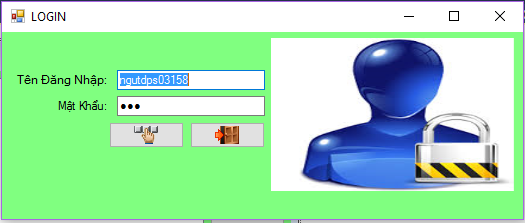 LOGIN
Tên Đăng Nhập:
ngutdps03158
Mật Khẩu:
●●●